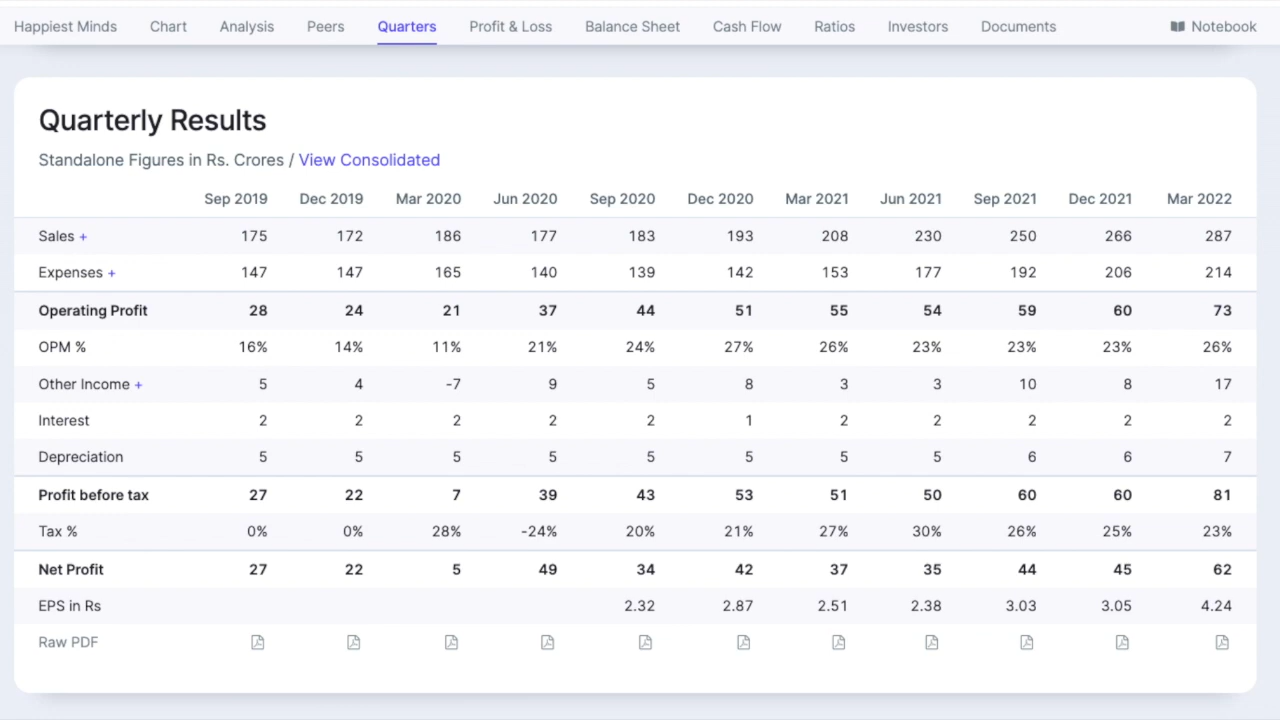 Happiest Minds Chart Analysis Peers Quarters Profit & Loss Balance Sheet Cash Flow Ratios Investors Documents Notebook
Quarterly Results
Standalone Figures in Rs. Crores / View Consolidated
Sep 2019 Dec 2019 Mar 2020 Jun 2020 Sep 2020 Dec 2020 Mar 2021 Jun 2021 Sep 2021 Dec 2021 Mar 2022
Sales + 175 172 186 177 183 193 208 230 250 266 287
Expenses + 147 147 165 140 139 142 153 177 192 206 214
Operating Profit 28 24 21 37 44 51 55 54 59 60 73
OPM % 16% 14% 11% 21% 24% 27% 26% 23% 23% 23% 26%
Other Income + 5 4 -7 9 5 8 3 3 10 8 17
Interest 2 2 2 2 2 1 2 2 2 2 2
Depreciation 5 5 5 5 5 5 5 5 6 6 7
Profit before tax 27 22 7 39 43 53 51 50 60 60 81
Tax % 0% 0% 28% -24% 20% 21% 27% 30% 26% 25% 23%
Net Profit 27 22 5 49 34 42 37 35 44 45 62
EPS in Rs 2.32 2.87 2.51 2.38 3.03 3.05 4.24
Raw PDF